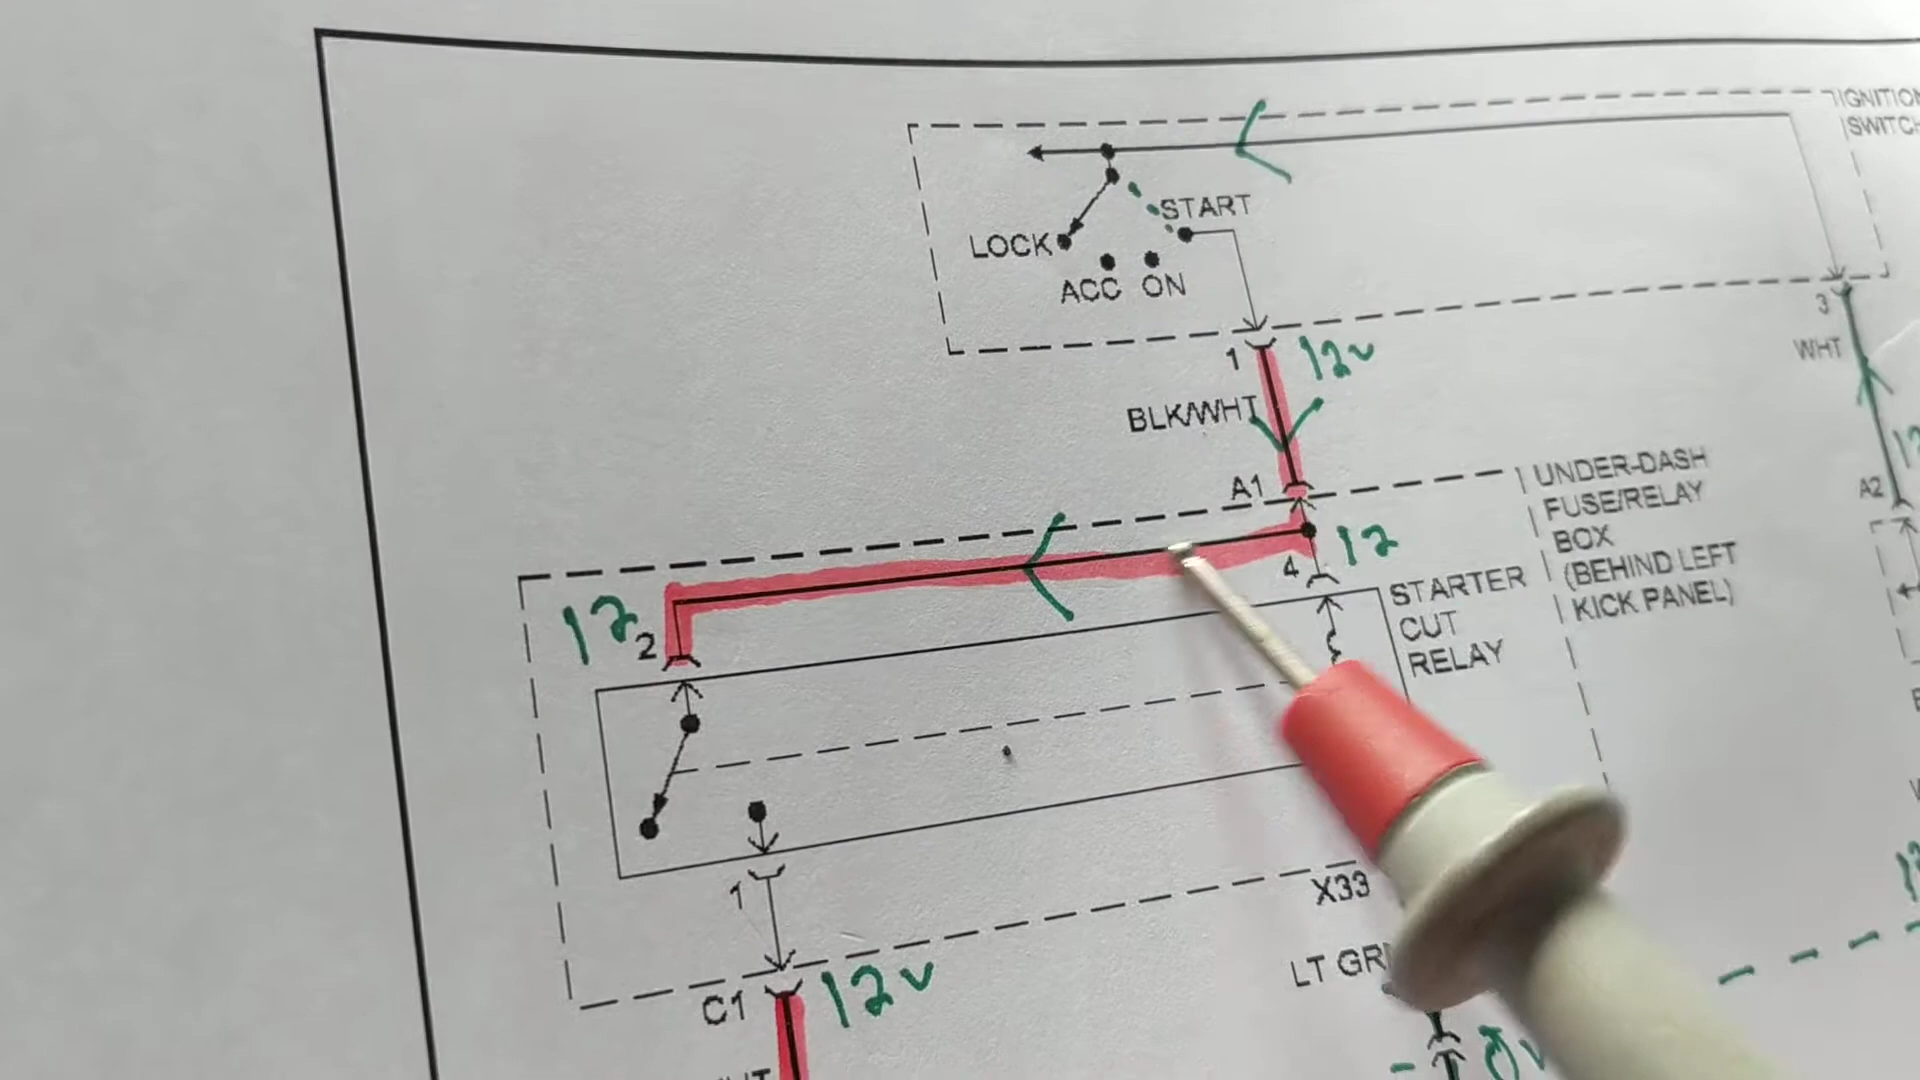 IGNITION
SWITCH
START
LOCK
ACC ON
3
1
12v
WHT
BLK/WHT
A1
UNDER-DASH
FUSE/RELAY
BOX
(BEHIND LEFT
KICK PANEL)
A2
12
4
STARTER
CUT
RELAY
12
2
1
X33
LT GR
C1
12v